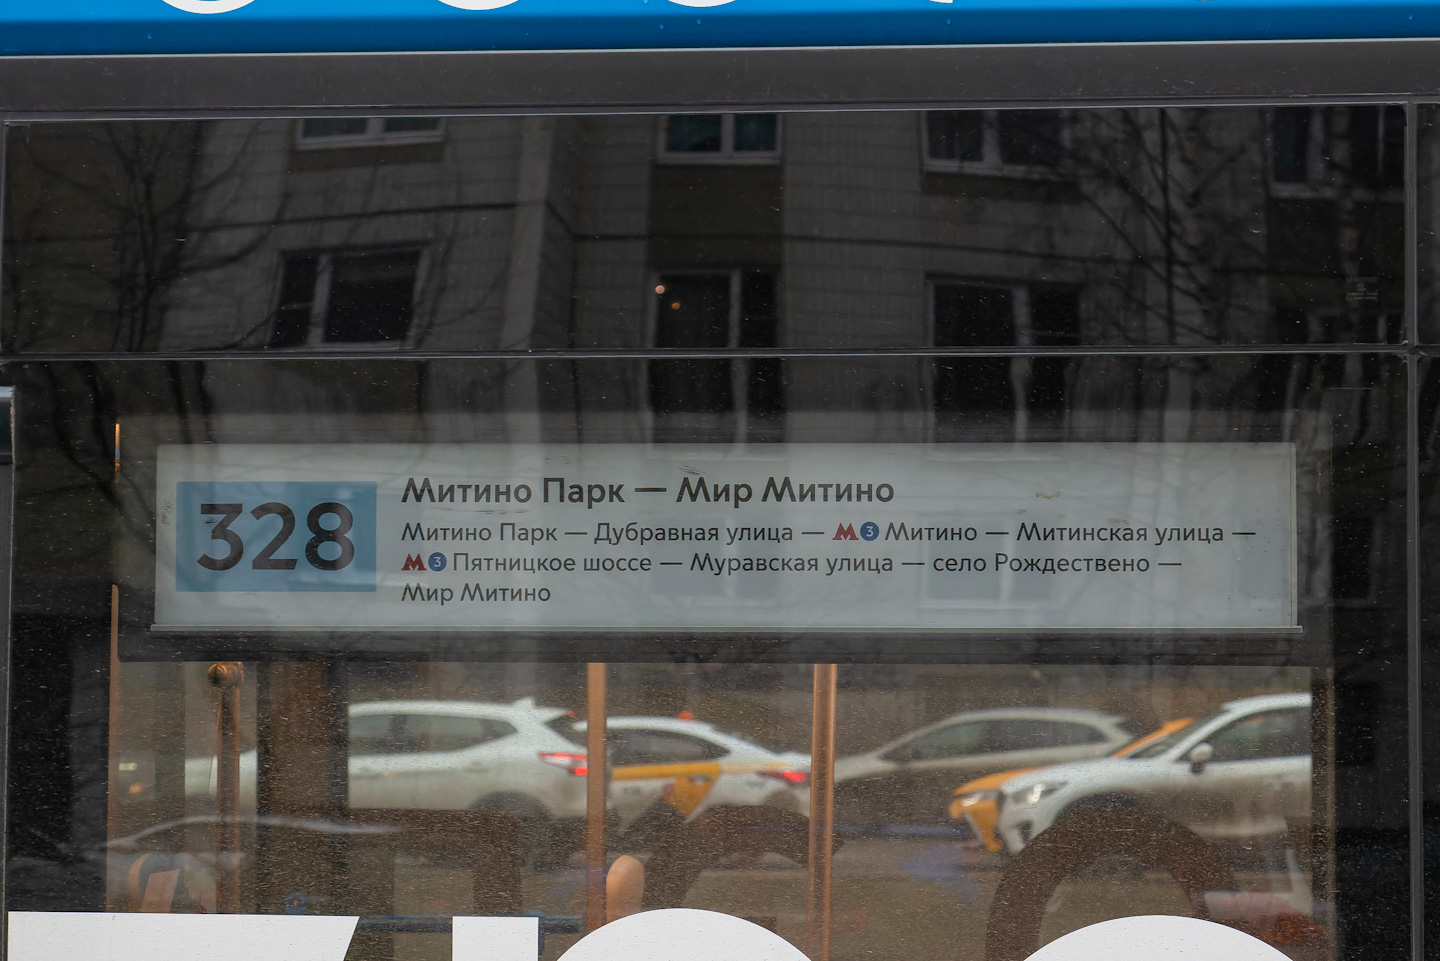 328
Митино Парк — Мир Митино
Митино Парк — Дубравная улица — М 3 Митино — Митинская улица —
М 3 Пятницкое шоссе — Муравская улица — село Рождествено —
Мир Митино